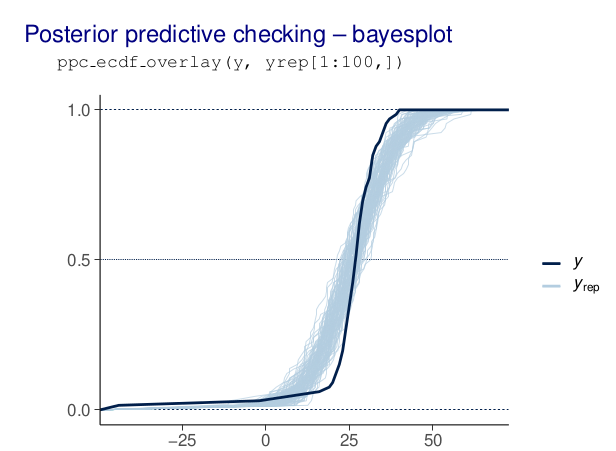 Posterior predictive checking – bayesplot
ppc_ecdf_overlay(y, yrep[1:100,])
1.0
0.5
0.0
−25 0 25 50
y
yrep